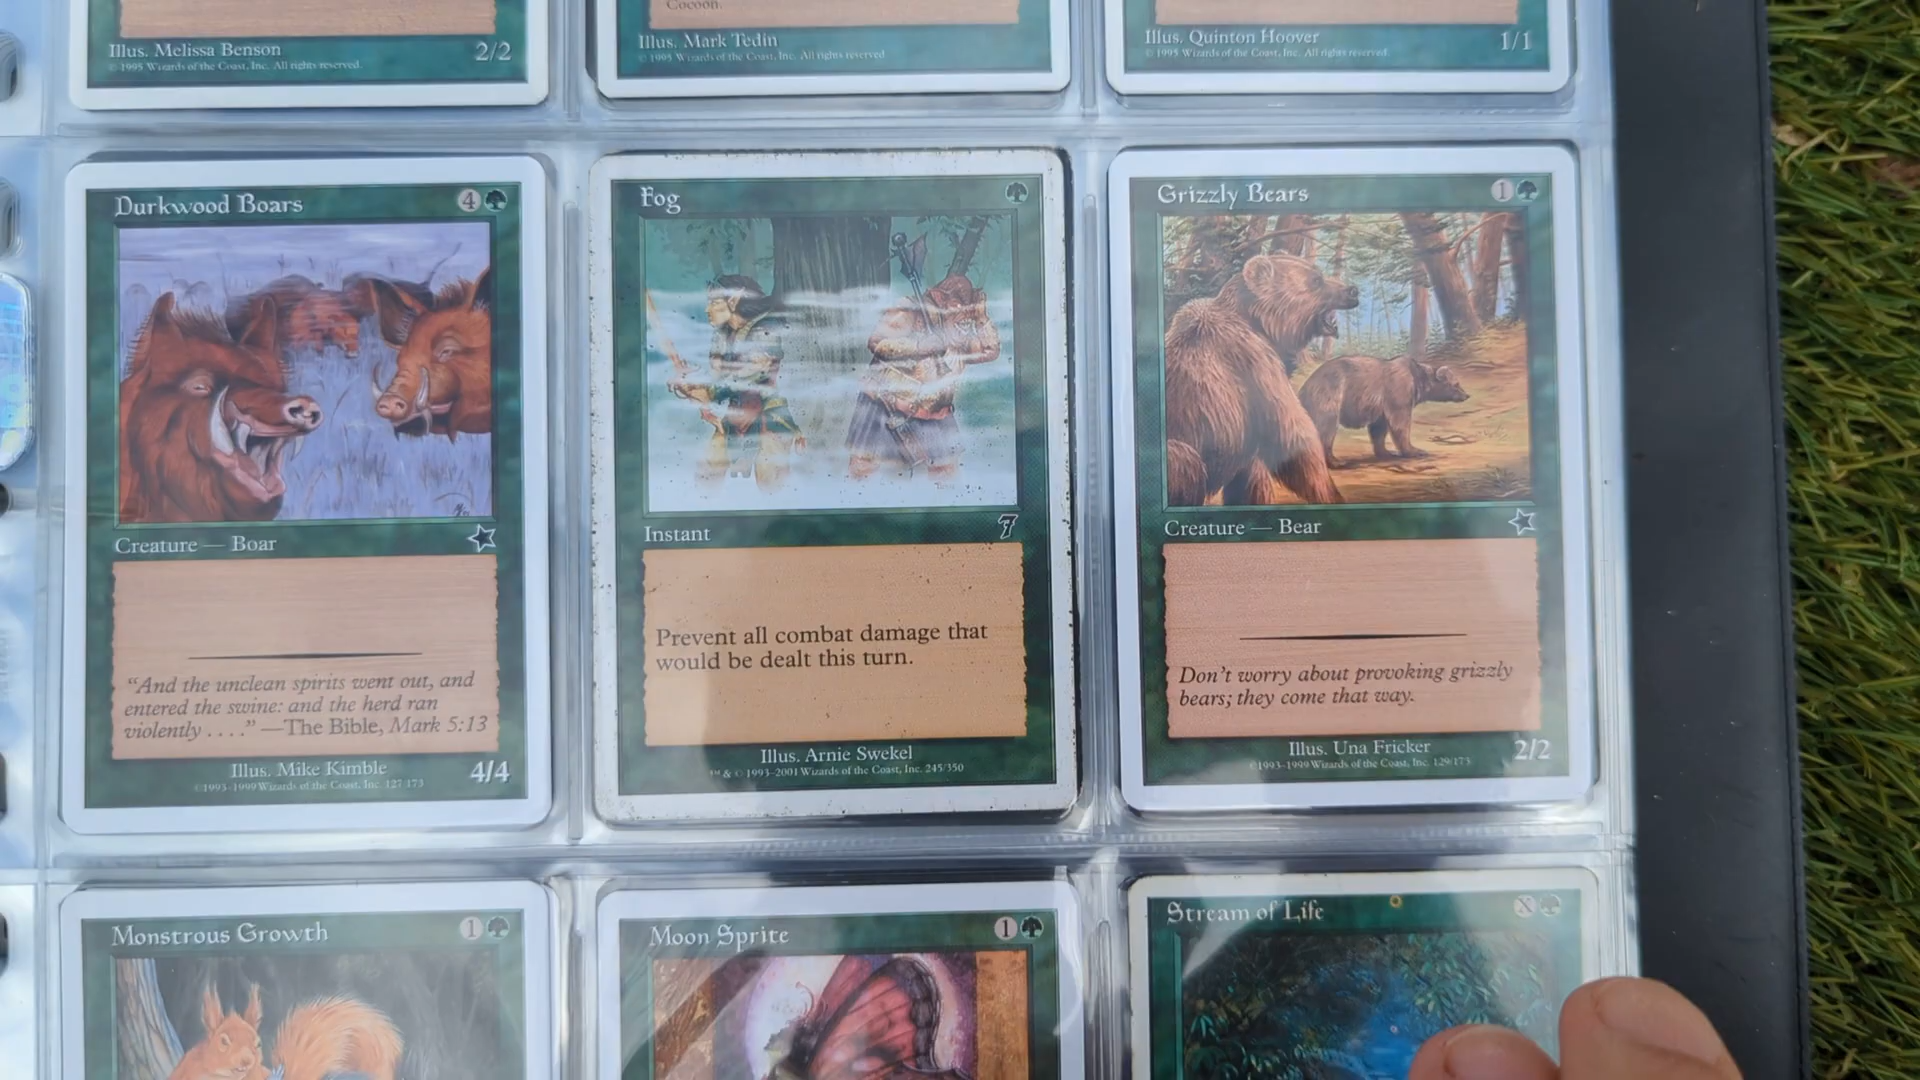 Cocoon.
Illus. Melissa Benson 2/2
© 1995 Wizards of the Coast, Inc. All rights reserved.
Illus. Mark Tedin
© 1995 Wizards of the Coast, Inc. All rights reserved
Illus. Quinton Hoover 1/1
© 1995 Wizards of the Coast, Inc. All rights reserved
Durkwood Boars 4
Creature — Boar
“And the unclean spirits went out, and
entered the swine: and the herd ran
violently . . . .” —The Bible, Mark 5:13
Illus. Mike Kimble 4/4
©1993-1999 Wizards of the Coast, Inc. 127/173
Fog
Instant 7
Prevent all combat damage that
would be dealt this turn.
Illus. Arnie Swekel
™ & © 1993-2001 Wizards of the Coast, Inc. 245/350
Grizzly Bears 1
Creature — Bear
Don't worry about provoking grizzly
bears; they come that way.
Illus. Una Fricker 2/2
©1993-1999 Wizards of the Coast, Inc. 129/173
Monstrous Growth 1
Moon Sprite 1
Stream of Life X